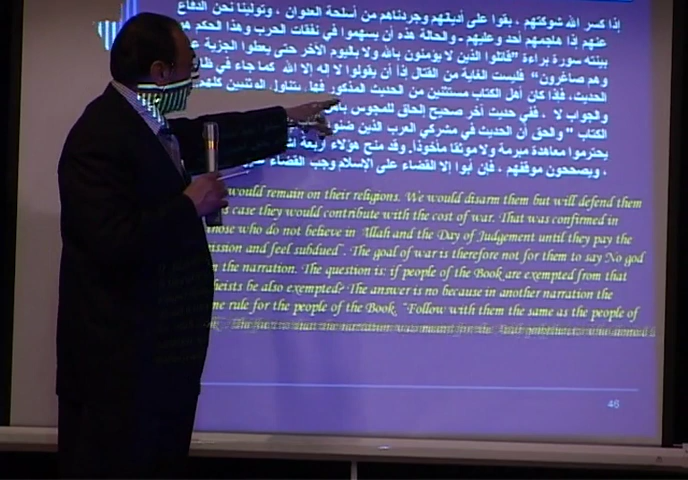 إذا كسر الله شوكتهم ، بقوا على أديانهم وجردناهم من أسلحة العدوان ، وتولينا نحن الدفاع
عنهم إذا هاجمهم أحد وعليهم . والحالة هذه أن يسهموا في نفقات الحرب وهذا الحكم هو
بينته سورة براءة "قاتلوا الذين لا يؤمنون بالله ولا باليوم الآخر حتى يعطوا الجزية
وهم صاغرون" فليست الغاية من القتال إذا أن يقولوا لا إله إلا الله كما جاء في
الحديث، فإذا كان أهل الكتاب مستثنين من الحديث المذكور فهل يتناول الوثنيين كلهم
والجواب لا . ففي حديث آخر صحيح إلحاق للمجوس
الكتاب " والحق أن الحديث في مشركي العرب الذين
يحترموا معاهدة مبرمة ولا موثقا مأخوذا. وقد منح هؤلاء أربعة
، ويصححون موقفهم ، فإن أبوا إلا القضاء على الإسلام وجب القضاء
would remain on their religions. We would disarm them but will defend them
case they would contribute with the cost of war. That was confirmed in
those who do not believe in Allah and the Day of Judgement until they pay the
and feel subdued". The goal of war is therefore not for them to say No god
in the narration. The question is: if people of the Book are exempted from that
be also exempted? The answer is no because in another narration the
rule for the people of the Book. "Follow with them the same as the people of
46